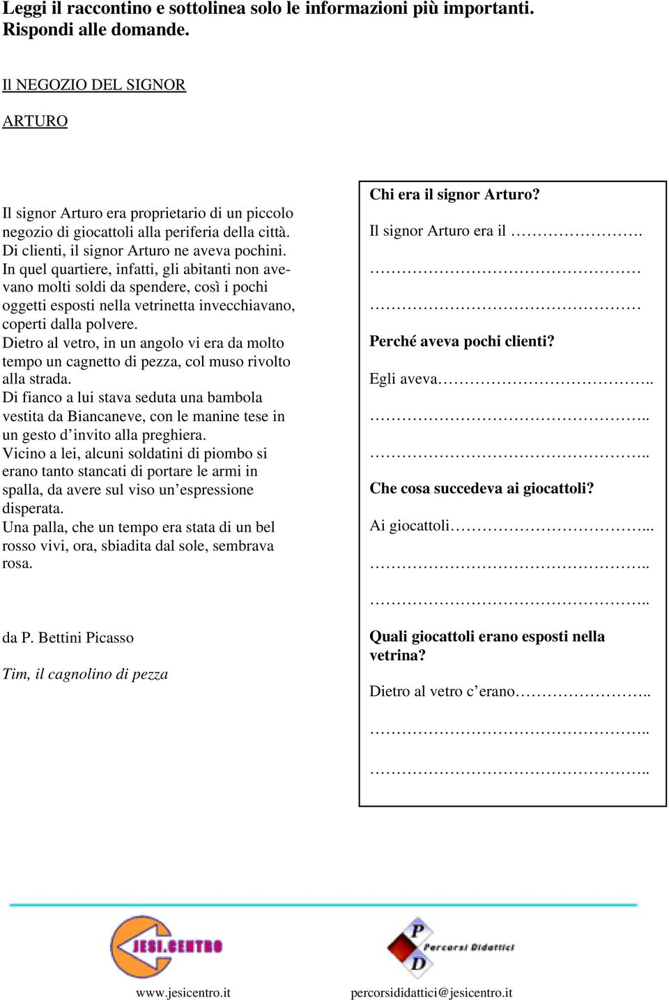 Leggi il raccontino e sottolinea solo le informazioni più importanti.
Rispondi alle domande.
Il NEGOZIO DEL SIGNOR
ARTURO
Il signor Arturo era proprietario di un piccolo
negozio di giocattoli alla periferia della città.
Di clienti, il signor Arturo ne aveva pochini.
In quel quartiere, infatti, gli abitanti non ave-
vano molti soldi da spendere, così i pochi
oggetti esposti nella vetrinetta invecchiavano,
coperti dalla polvere.
Dietro al vetro, in un angolo vi era da molto
tempo un cagnetto di pezza, col muso rivolto
alla strada.
Di fianco a lui stava seduta una bambola
vestita da Biancaneve, con le manine tese in
un gesto d’invito alla preghiera.
Vicino a lei, alcuni soldatini di piombo si
erano tanto stancati di portare le armi in
spalla, da avere sul viso un’espressione
disperata.
Una palla, che un tempo era stata di un bel
rosso vivi, ora, sbiadita dal sole, sembrava
rosa.
da P. Bettini Picasso
Tim, il cagnolino di pezza
Chi era il signor Arturo?
Il signor Arturo era il …………………….
……………………………………………
……………………………………………
Perché aveva pochi clienti?
Egli aveva…………………………………..
……………………………………………..
……………………………………………..
Che cosa succedeva ai giocattoli?
Ai giocattoli………………………………...
……………………………………………..
……………………………………………..
Quali giocattoli erano esposti nella
vetrina?
Dietro al vetro c’erano……………………..
……………………………………………..
……………………………………………..
JESI.CENTRO
P
Percorsi Didattici
D
www.jesicentro.it
percorsididattici@jesicentro.it